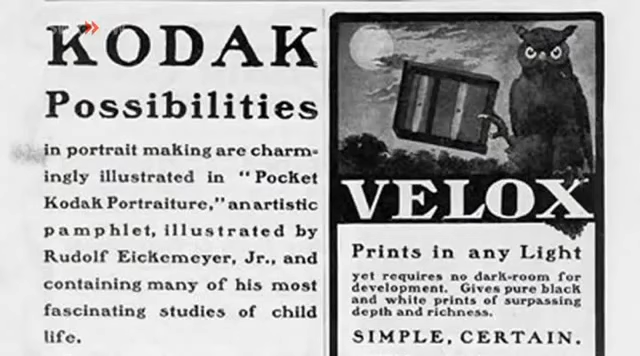 KODAK
Possibilities
in portrait making are charm-
ingly illustrated in "Pocket
Kodak Portraiture," an artistic
pamphlet, illustrated by
Rudolf Eickemeyer, Jr., and
containing many of his most
fascinating studies of child
life.
VELOX
Prints in any Light
yet requires no dark-room for
development. Gives pure black
and white prints of surpassing
depth and richness.
SIMPLE, CERTAIN.